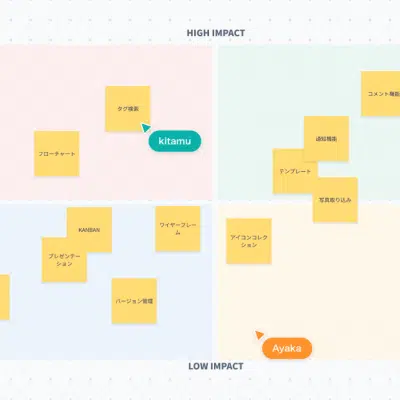 HIGH IMPACT
コメント機能
タグ検索
kitamu
通知機能
フローチャート
テンプレート
写真取り込み
KANBAN
ワイヤーフレー
ム
アイコンコレク
ション
プレゼンテー
ション
バージョン管理
Ayaka
LOW IMPACT